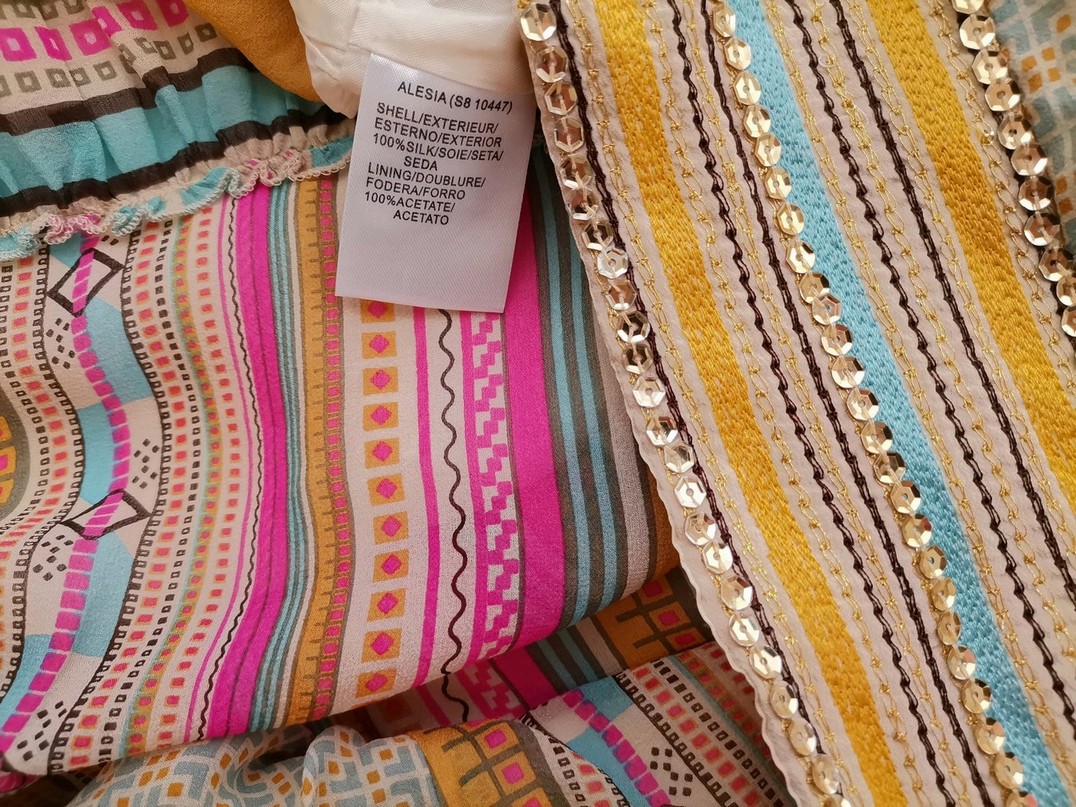 ALESIA (S8 10447)
SHELL/EXTERIEUR/
ESTERNO/EXTERIOR
100%SILK/SOIE/SETA/
SEDA
LINING/DOUBLURE/
FODERA/FORRO
100%ACETATE/
ACETATO